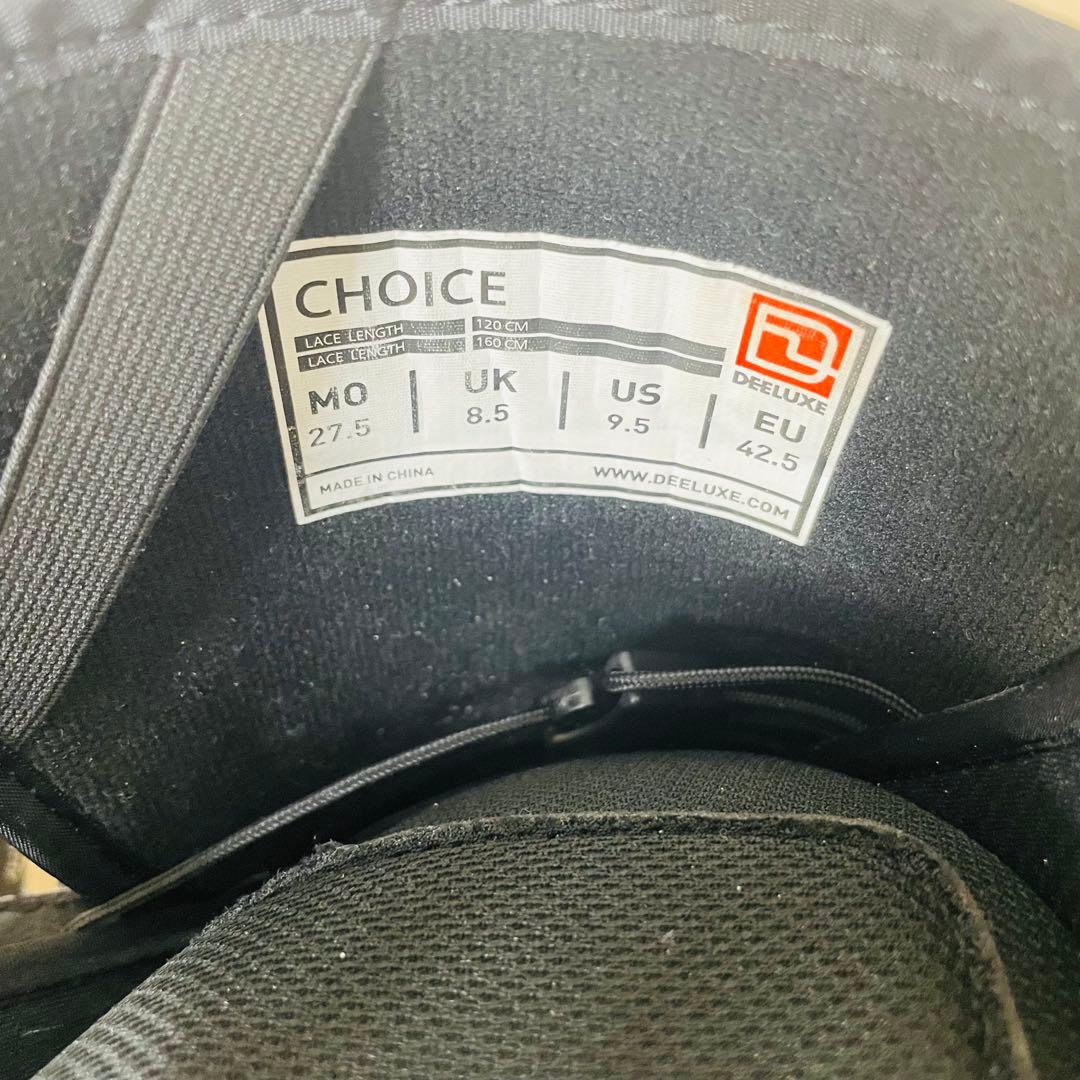 CHOICE
LACE LENGTH 120 CM
LACE LENGTH 160 CM
DEELUXE
MO | UK | US | EU
27.5 8.5 9.5 42.5
MADE IN CHINA WWW.DEELUXE.COM